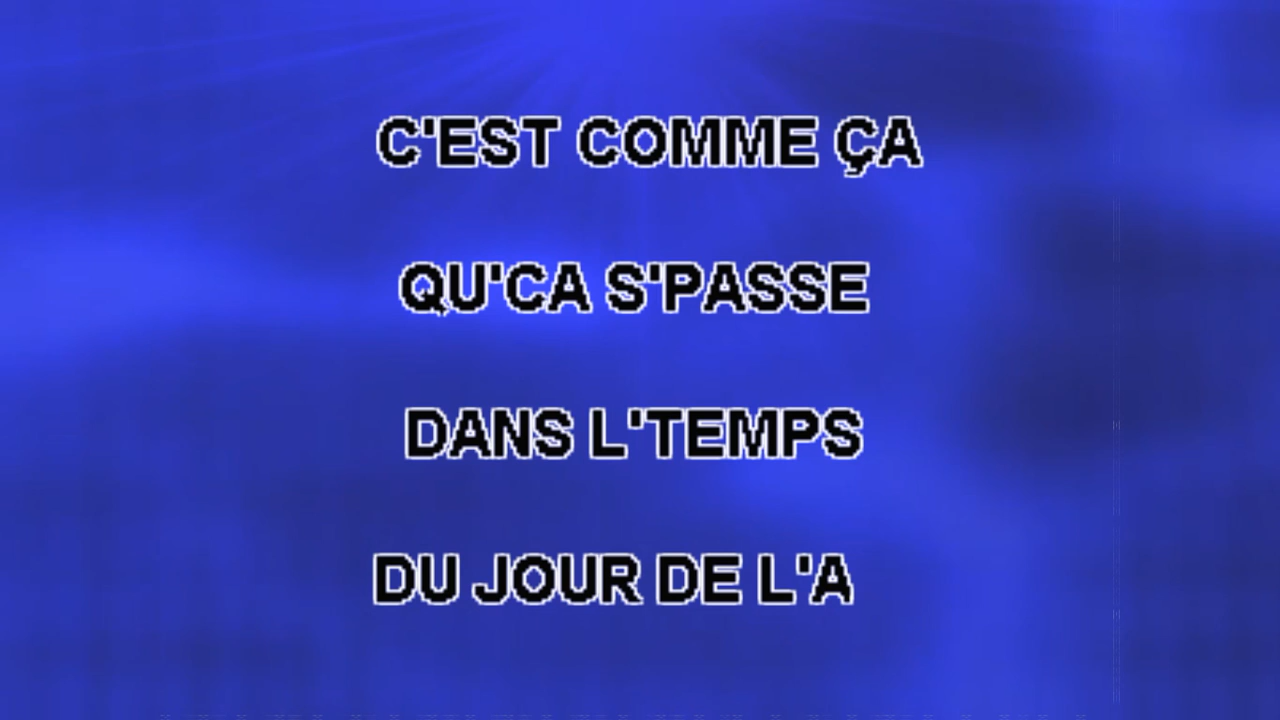 C'EST COMME ÇA
QU'CA S'PASSE
DANS L'TEMPS
DU JOUR DE L'A